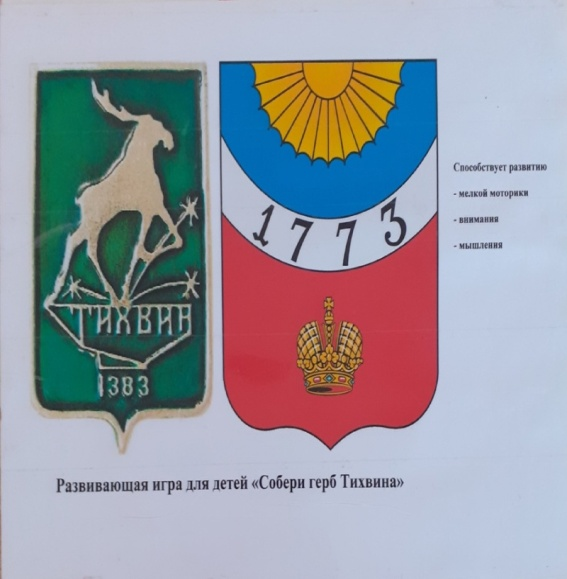 ТИХВИН
1383
1773
Способствует развитию
- мелкой моторики
- внимания
- мышления
Развивающая игра для детей «Собери герб Тихвина»